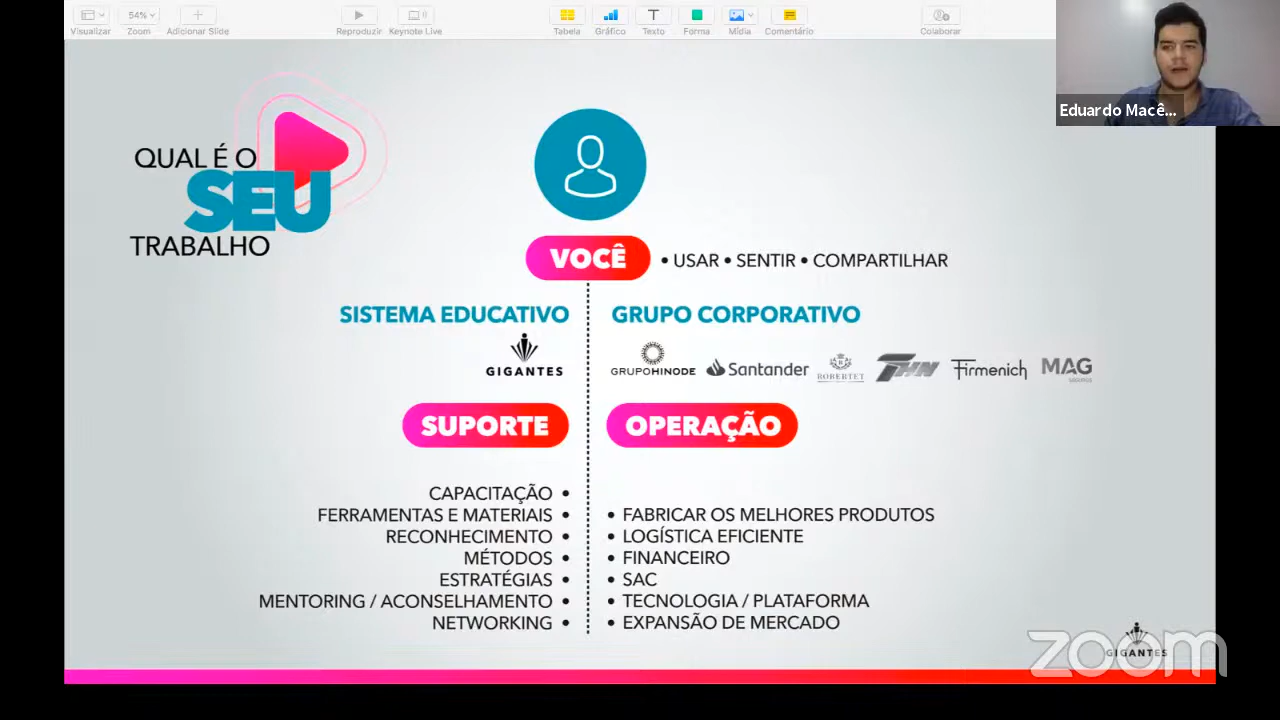 Visualizar
54%
Zoom
Adicionar Slide
Reproduzir
Keynote Live
Tabela
Gráfico
Texto
Forma
Mídia
Comentário
Colaborar
Eduardo Macê...
QUAL É O
SEU
TRABALHO
VOCÊ
• USAR • SENTIR • COMPARTILHAR
SISTEMA EDUCATIVO
GIGANTES
SUPORTE
CAPACITAÇÃO •
FERRAMENTAS E MATERIAIS •
RECONHECIMENTO •
MÉTODOS •
ESTRATÉGIAS •
MENTORING / ACONSELHAMENTO •
NETWORKING •
GRUPO CORPORATIVO
GRUPO HINODE
Santander
ROBERTET
THN
Firmenich
MAG
OPERAÇÃO
• FABRICAR OS MELHORES PRODUTOS
• LOGÍSTICA EFICIENTE
• FINANCEIRO
• SAC
• TECNOLOGIA / PLATAFORMA
• EXPANSÃO DE MERCADO
GIGANTES
zoom